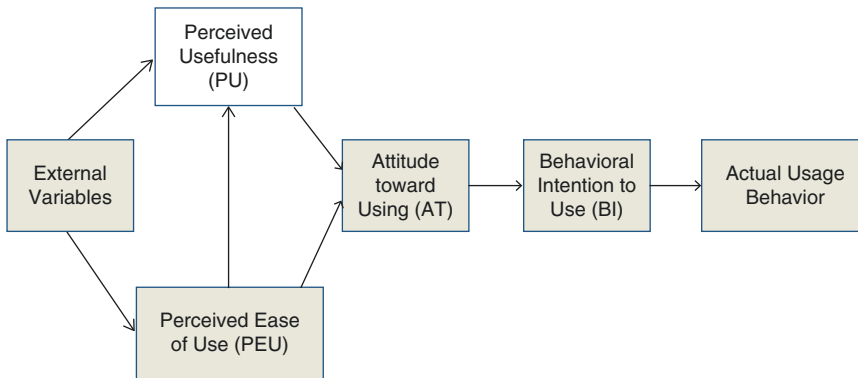 Perceived
Usefulness
(PU)
External
Variables
Attitude
toward
Using (AT)
Behavioral
Intention to
Use (BI)
Actual Usage
Behavior
Perceived Ease
of Use (PEU)